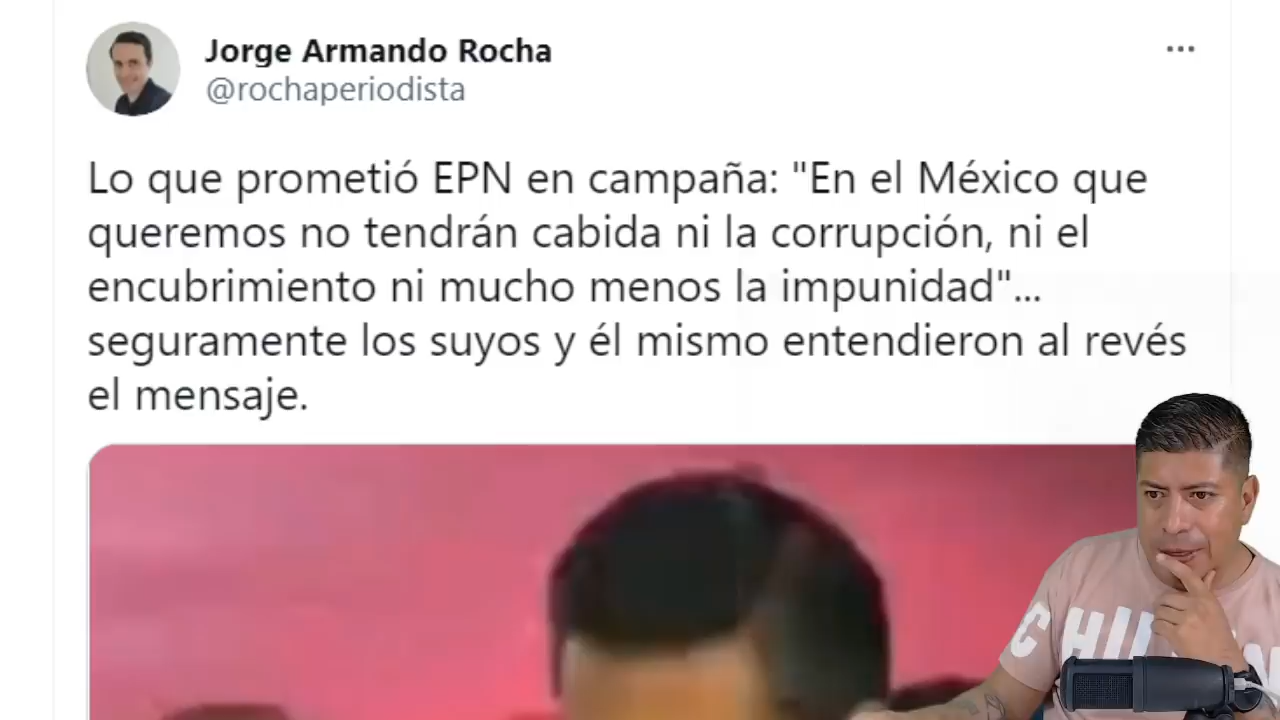 Jorge Armando Rocha
@rochaperiodista
Lo que prometió EPN en campaña: "En el México que
queremos no tendrán cabida ni la corrupción, ni el
encubrimiento ni mucho menos la impunidad"...
seguramente los suyos y él mismo entendieron al revés
el mensaje.